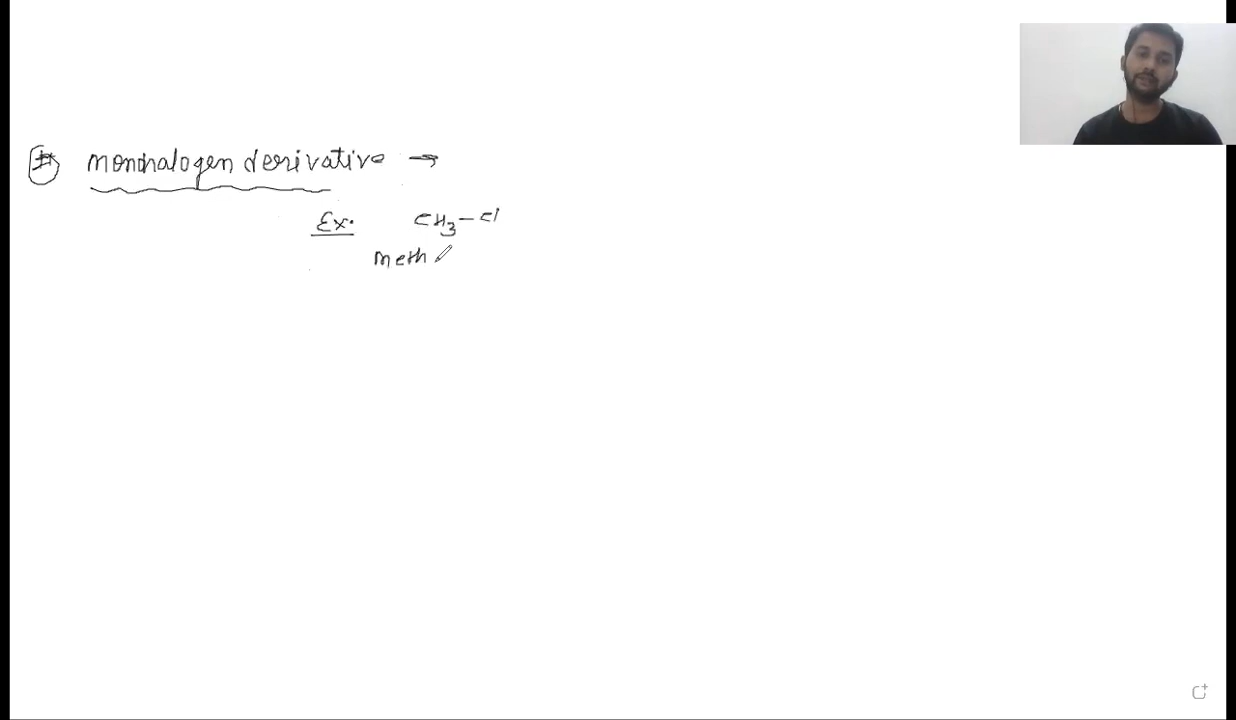 # monohalogen derivative →
Ex. CH₃-Cl
meth